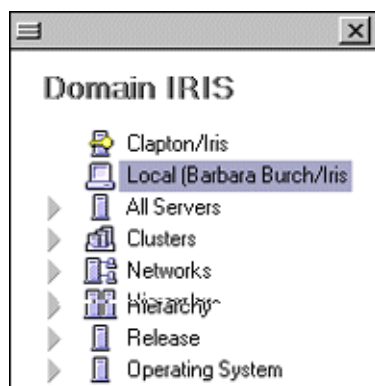 Domain IRIS
Clapton/Iris
Local (Barbara Burch/Iris
All Servers
Clusters
Networks
Hierarchy
Release
Operating System